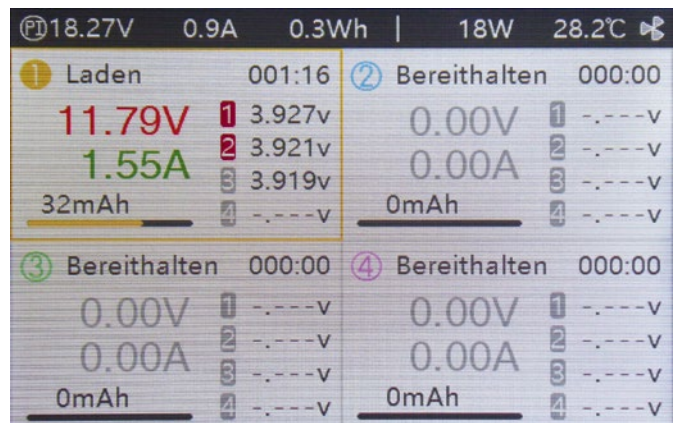 PI 18.27V 0.9A 0.3Wh | 18W 28.2℃
1 Laden 001:16
11.79V
1.55A
32mAh
1 3.927v
2 3.921v
3 3.919v
4 -.---v
2 Bereithalten 000:00
0.00V
0.00A
0mAh
1 -.---v
2 -.---v
3 -.---v
4 -.---v
3 Bereithalten 000:00
0.00V
0.00A
0mAh
1 -.---v
2 -.---v
3 -.---v
4 -.---v
4 Bereithalten 000:00
0.00V
0.00A
0mAh
1 -.---v
2 -.---v
3 -.---v
4 -.---v